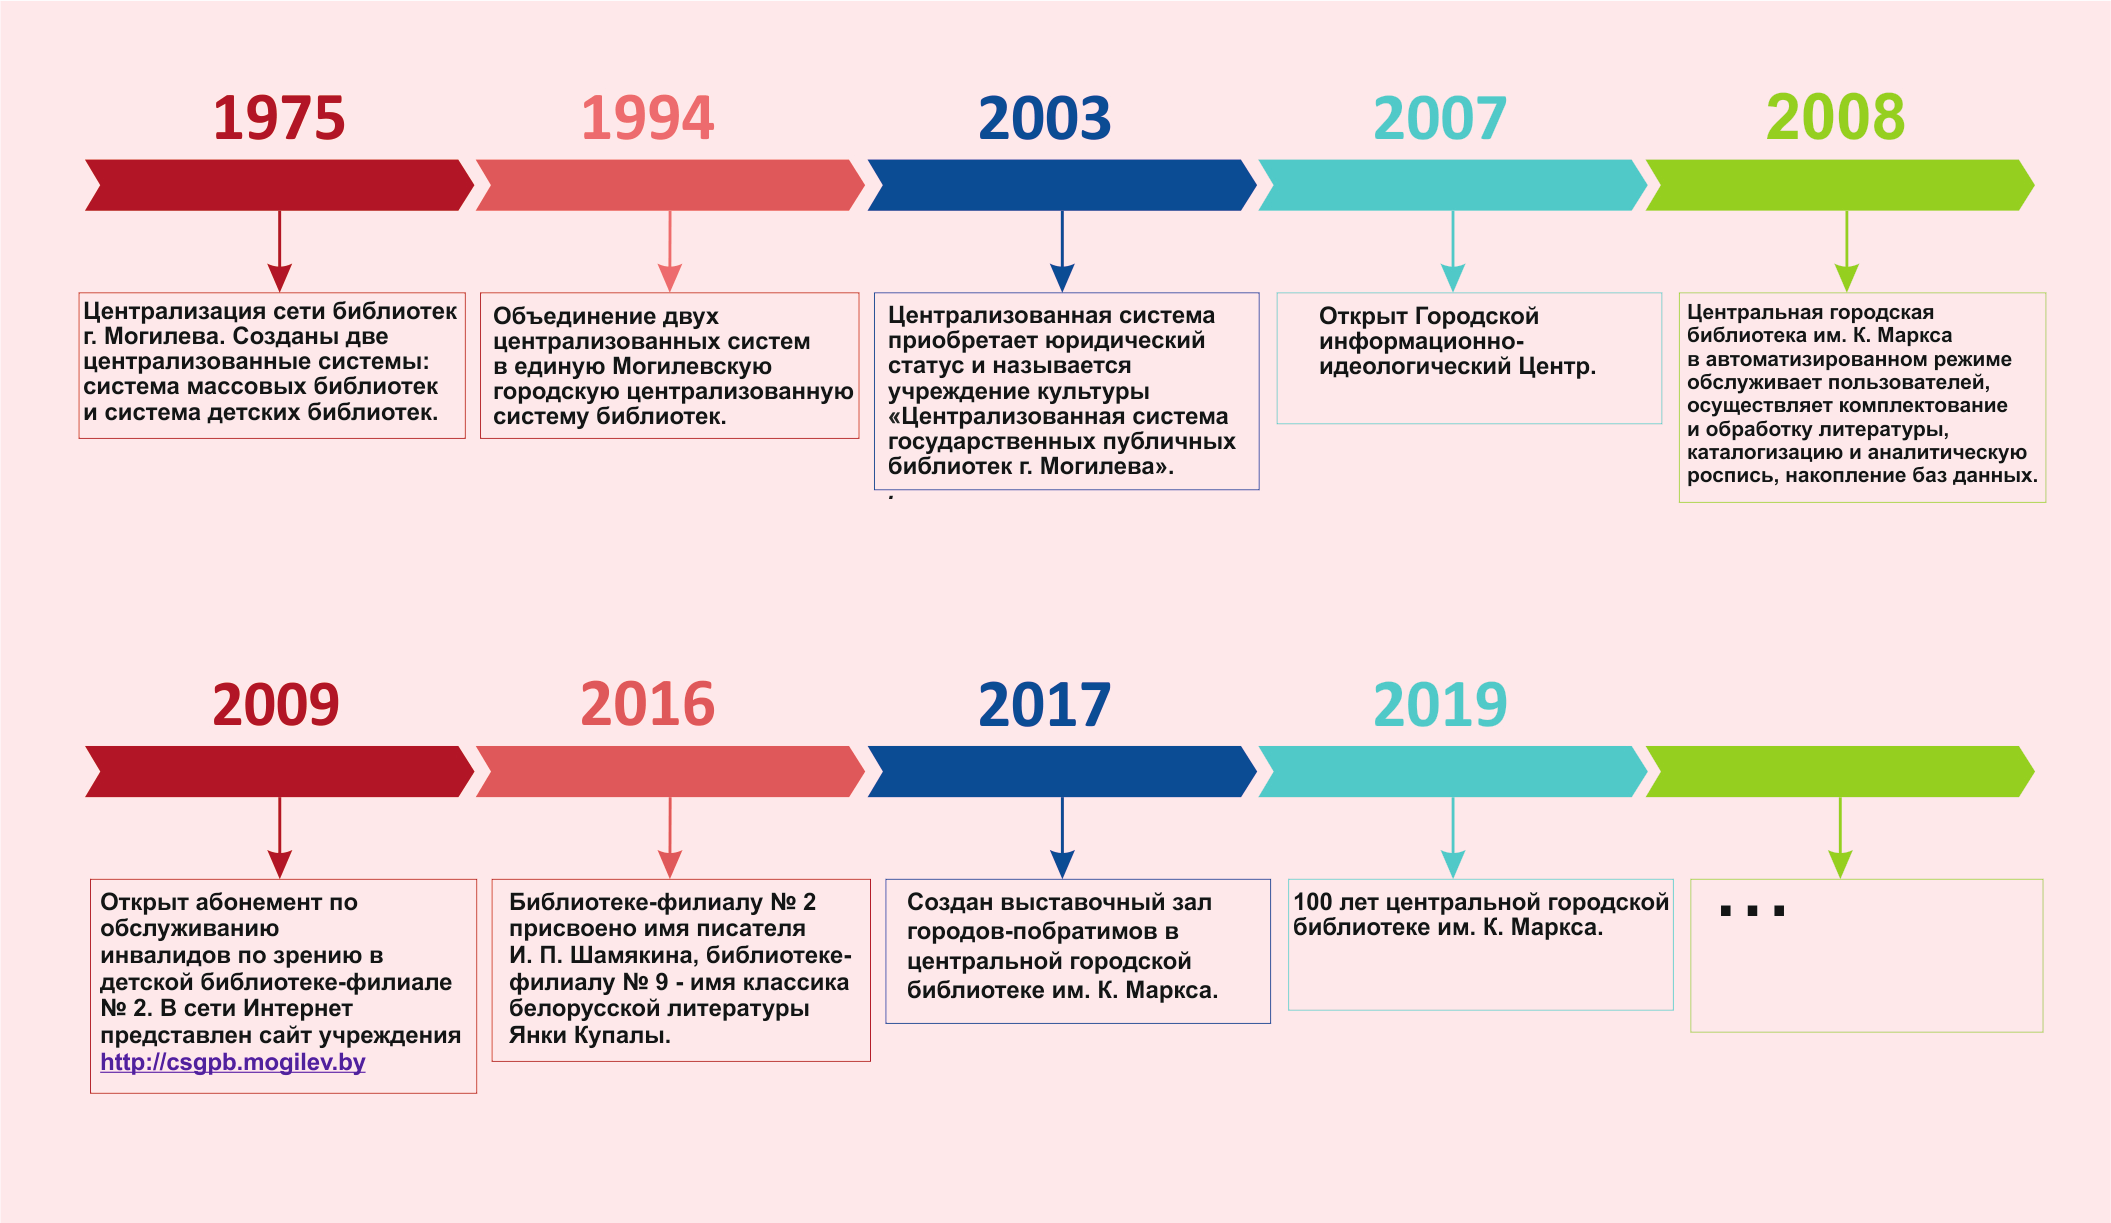 1975
Централизация сети библиотек
г. Могилева. Созданы две
централизованные системы:
система массовых библиотек
и система детских библиотек.
1994
Объединение двух
централизованных систем
в единую Могилевскую
городскую централизованную
систему библиотек.
2003
Централизованная система
приобретает юридический
статус и называется
учреждение культуры
«Централизованная система
государственных публичных
библиотек г. Могилева».
2007
Открыт Городской
информационно-
идеологический Центр.
2008
Центральная городская
библиотека им. К. Маркса
в автоматизированном режиме
обслуживает пользователей,
осуществляет комплектование
и обработку литературы,
каталогизацию и аналитическую
роспись, накопление баз данных.
2009
Открыт абонемент по
обслуживанию
инвалидов по зрению в
детской библиотеке-филиале
№ 2. В сети Интернет
представлен сайт учреждения
http://csgpb.mogilev.by
2016
Библиотеке-филиалу № 2
присвоено имя писателя
И. П. Шамякина, библиотеке-
филиалу № 9 - имя классика
белорусской литературы
Янки Купалы.
2017
Создан выставочный зал
городов-побратимов в
центральной городской
библиотеке им. К. Маркса.
2019
100 лет центральной городской
библиотеке им. К. Маркса.
...